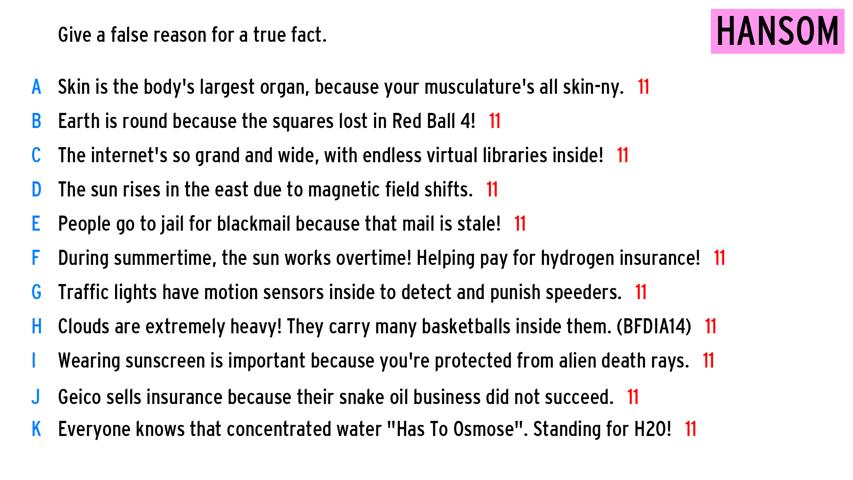 Give a false reason for a true fact.
HANSOM
A Skin is the body's largest organ, because your musculature's all skin-ny. 11
B Earth is round because the squares lost in Red Ball 4! 11
C The internet's so grand and wide, with endless virtual libraries inside! 11
D The sun rises in the east due to magnetic field shifts. 11
E People go to jail for blackmail because that mail is stale! 11
F During summertime, the sun works overtime! Helping pay for hydrogen insurance! 11
G Traffic lights have motion sensors inside to detect and punish speeders. 11
H Clouds are extremely heavy! They carry many basketballs inside them. (BFDIA14) 11
I Wearing sunscreen is important because you're protected from alien death rays. 11
J Geico sells insurance because their snake oil business did not succeed. 11
K Everyone knows that concentrated water "Has To Osmose". Standing for H2O! 11